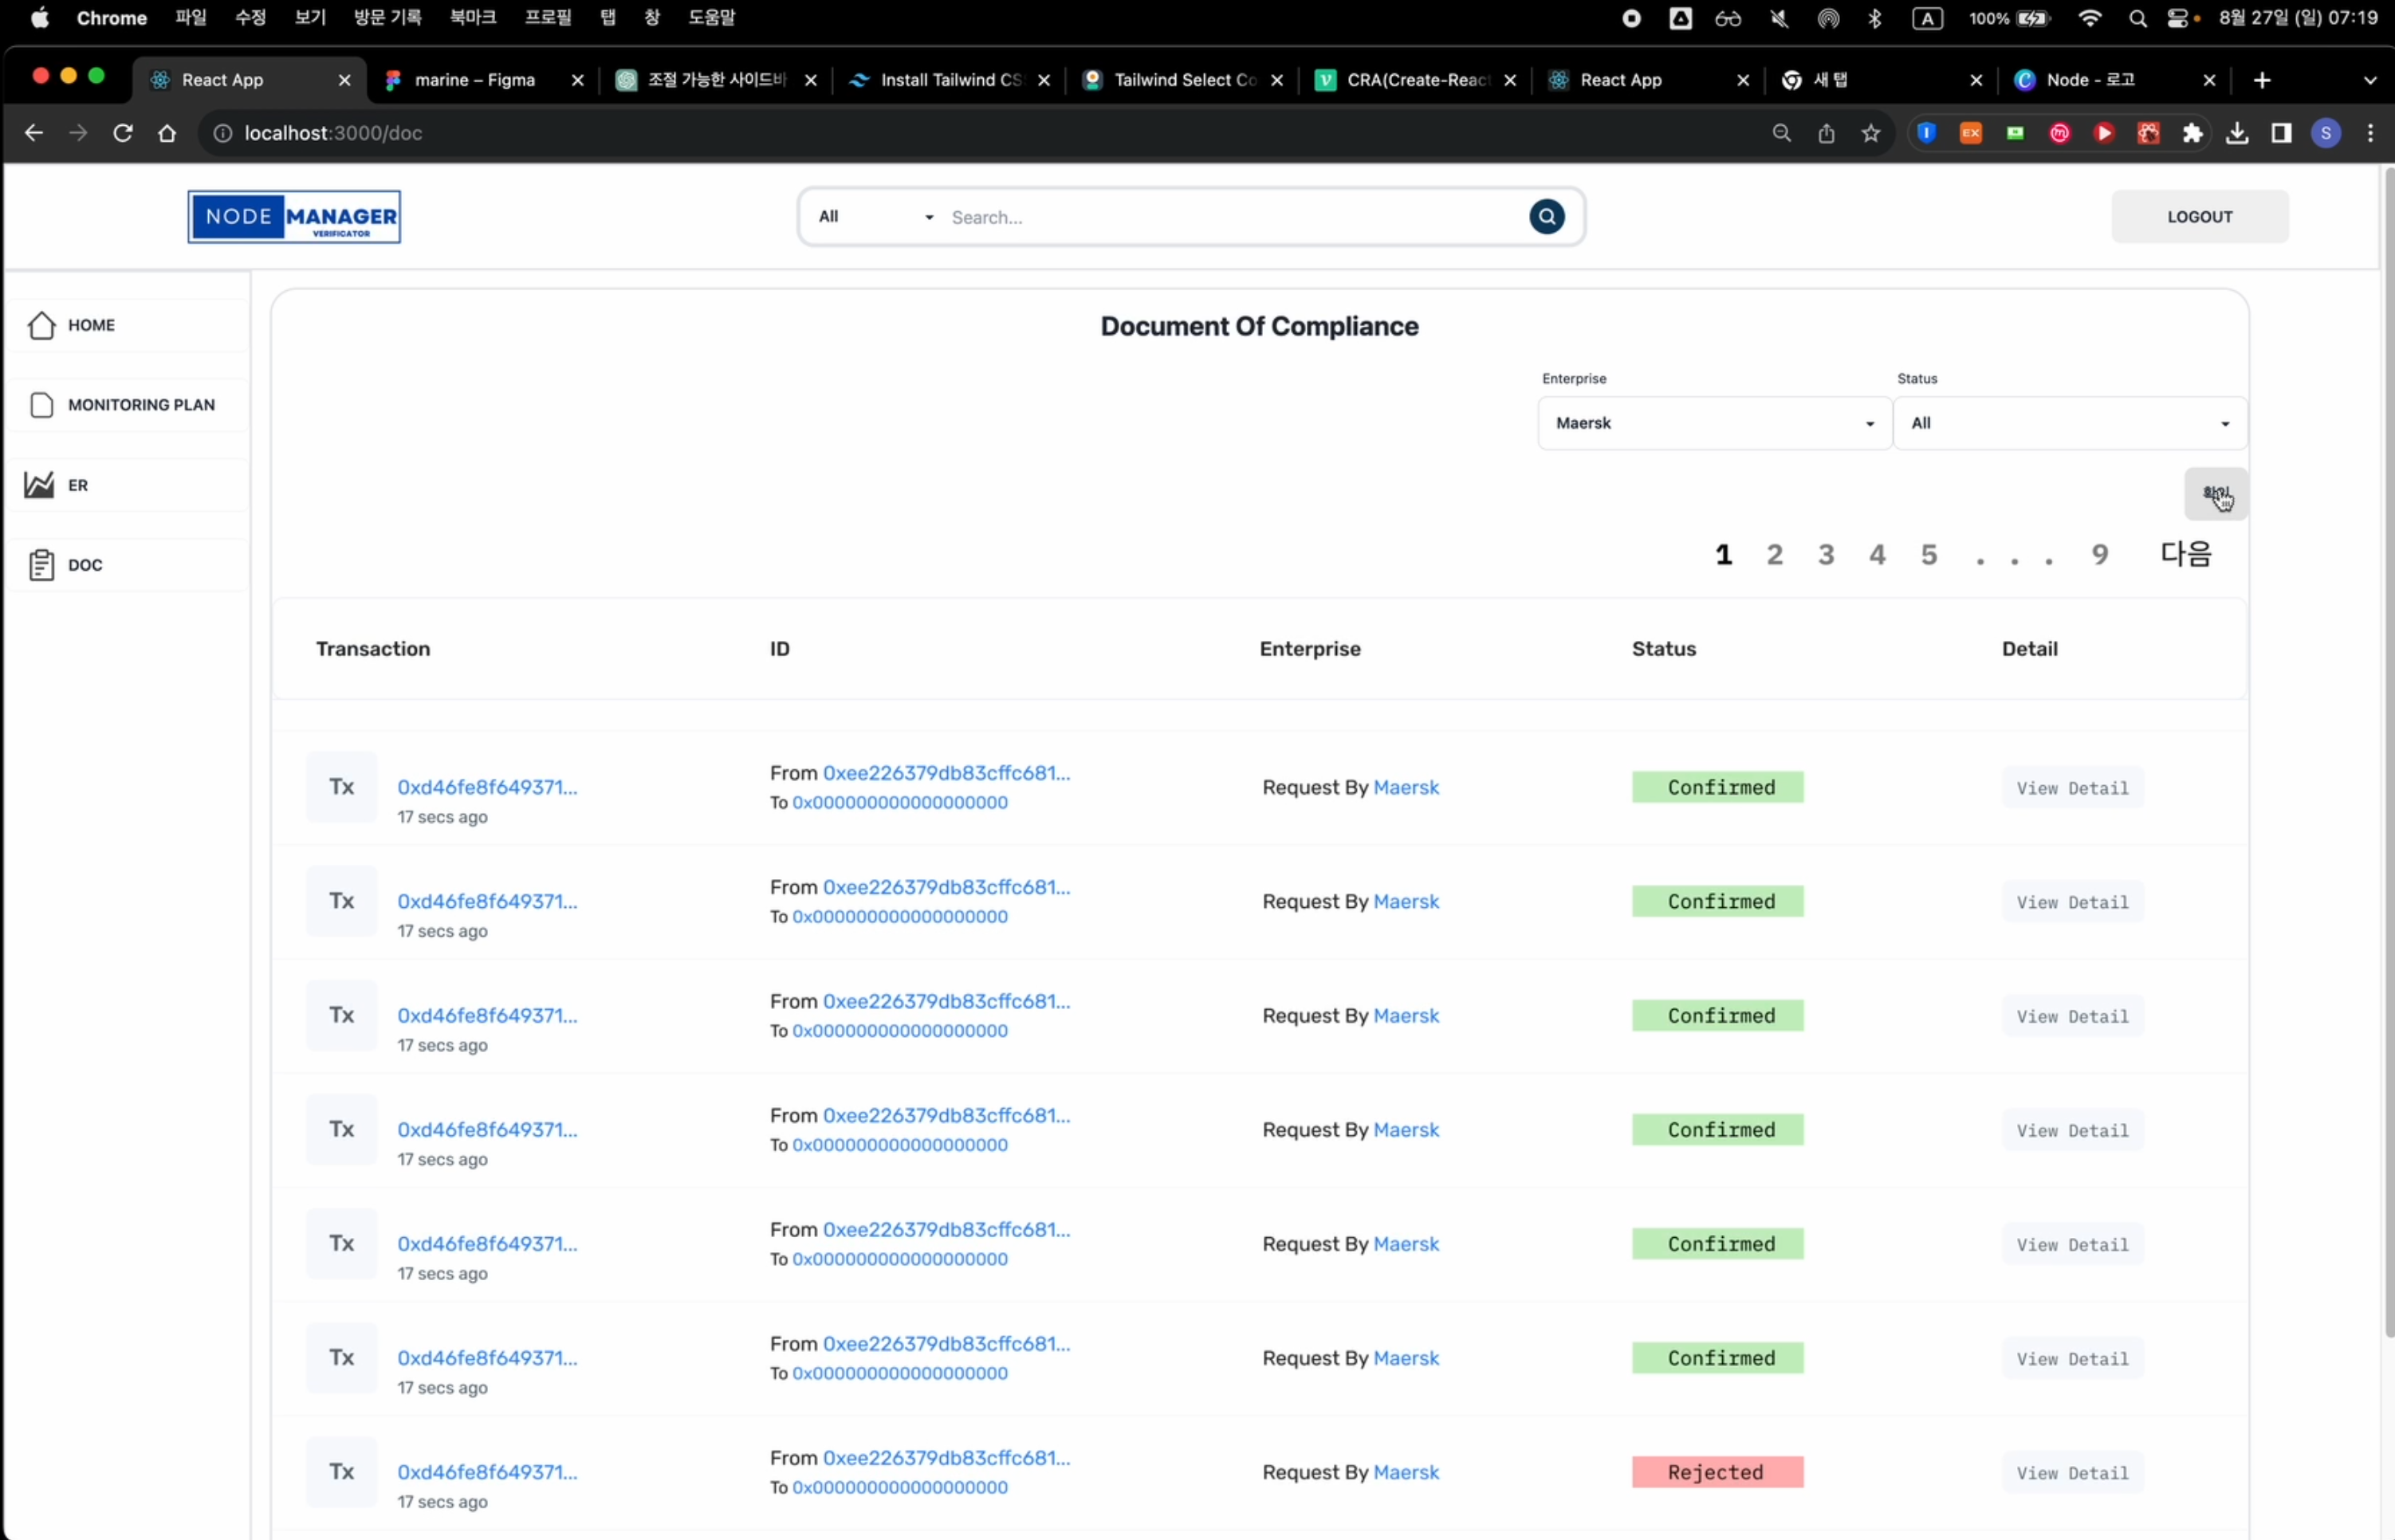 Chrome 파일 수정 보기 방문 기록 북마크 프로필 탭 창 도움말 A 100% 8월 27일 (일) 07:19
React App marine – Figma 조절 가능한 사이드바 Install Tailwind CS Tailwind Select Co CRA(Create-React React App 새 탭 Node - 로고
localhost:3000/doc EX S
NODE MANAGER
VERIFICATOR
All Search...
LOGOUT
HOME
MONITORING PLAN
ER
DOC
Document Of Compliance
Enterprise Status
Maersk All
1 2 3 4 5 . . . 9 다음
Transaction ID Enterprise Status Detail
Tx 0xd46fe8f649371... From 0xee226379db83cffc681... Request By Maersk Confirmed View Detail
17 secs ago To 0x000000000000000000
Tx 0xd46fe8f649371... From 0xee226379db83cffc681... Request By Maersk Confirmed View Detail
17 secs ago To 0x000000000000000000
Tx 0xd46fe8f649371... From 0xee226379db83cffc681... Request By Maersk Confirmed View Detail
17 secs ago To 0x000000000000000000
Tx 0xd46fe8f649371... From 0xee226379db83cffc681... Request By Maersk Confirmed View Detail
17 secs ago To 0x000000000000000000
Tx 0xd46fe8f649371... From 0xee226379db83cffc681... Request By Maersk Confirmed View Detail
17 secs ago To 0x000000000000000000
Tx 0xd46fe8f649371... From 0xee226379db83cffc681... Request By Maersk Confirmed View Detail
17 secs ago To 0x000000000000000000
Tx 0xd46fe8f649371... From 0xee226379db83cffc681... Request By Maersk Rejected View Detail
17 secs ago To 0x000000000000000000